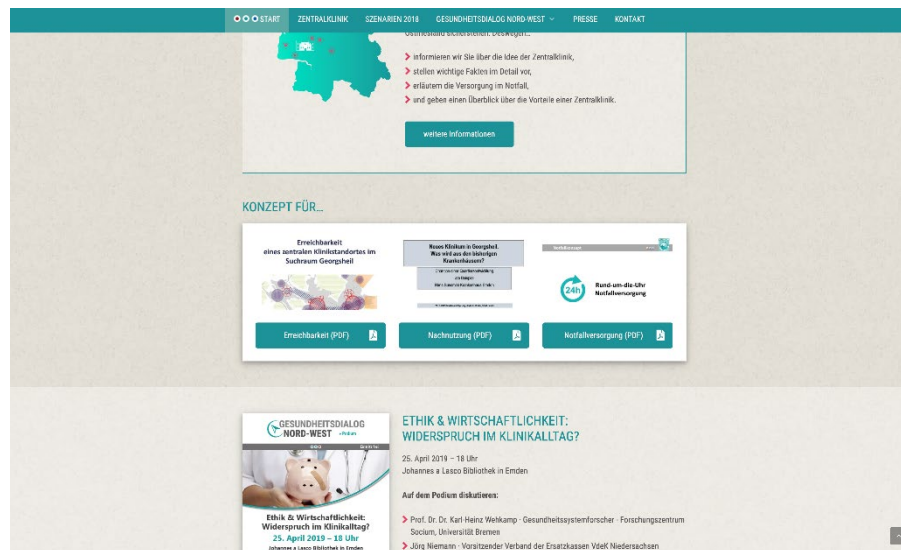 START ZENTRALKLINIK SZENARIEN 2018 GESUNDHEITSDIALOG NORD-WEST PRESSE KONTAKT
Ostfriesland sicherstellen. Deswegen…
informieren wir Sie über die Idee der Zentralklinik,
stellen wichtige Fakten im Detail vor,
erläutern die Versorgung im Notfall,
und geben einen Überblick über die Vorteile einer Zentralklinik.
weitere Informationen
KONZEPT FÜR…
Erreichbarkeit
eines zentralen Klinikstandortes im
Suchraum Georgsheil
Neues Klinikum in Georgsheil.
Was wird aus den bisherigen
Krankenhäusern?
Notfallkonzept
24h
Rund-um-die-Uhr
Notfallversorgung
Erreichbarkeit (PDF)
Nachnutzung (PDF)
Notfallversorgung (PDF)
GESUNDHEITSDIALOG
NORD-WEST
Ethik & Wirtschaftlichkeit:
Widerspruch im Klinikalltag?
25. April 2019 – 18 Uhr
Johannes a Lasco Bibliothek in Emden
ETHIK & WIRTSCHAFTLICHKEIT:
WIDERSPRUCH IM KLINIKALLTAG?
25. April 2019 – 18 Uhr
Johannes a Lasco Bibliothek in Emden
Auf dem Podium diskutieren:
Prof. Dr. Dr. Karl-Heinz Wehkamp - Gesundheitssystemforscher - Forschungszentrum
Socium, Universität Bremen
Jörg Niemann - Vorsitzender Verband der Ersatzkassen VdeK Niedersachsen